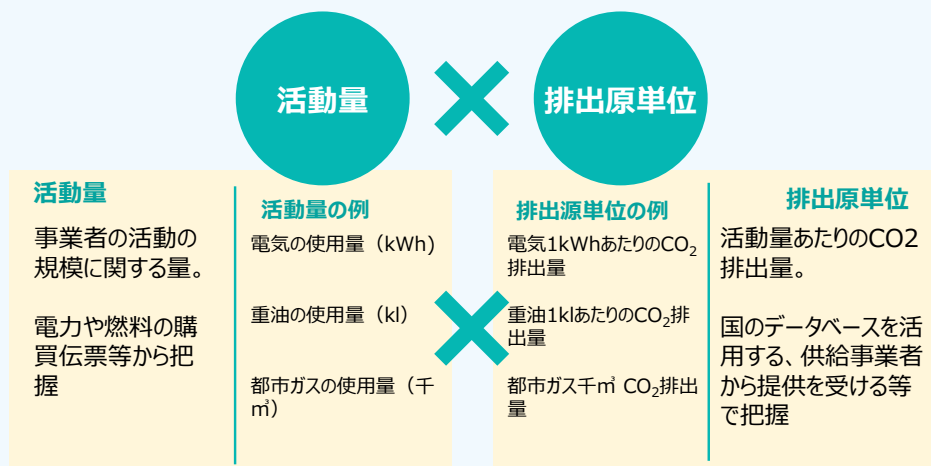 活動量
×
排出原単位
活動量
事業者の活動の
規模に関する量。
電力や燃料の購
買伝票等から把
握
活動量の例
電気の使用量（kWh)
重油の使用量（kl）
都市ガスの使用量（千
㎥）
×
排出源単位の例
電気1kWhあたりのCO₂
排出量
重油1klあたりのCO₂排
出量
都市ガス千㎥ CO₂排出
量
排出原単位
活動量あたりのCO2
排出量。
国のデータベースを活
用する、供給事業者
から提供を受ける等
で把握